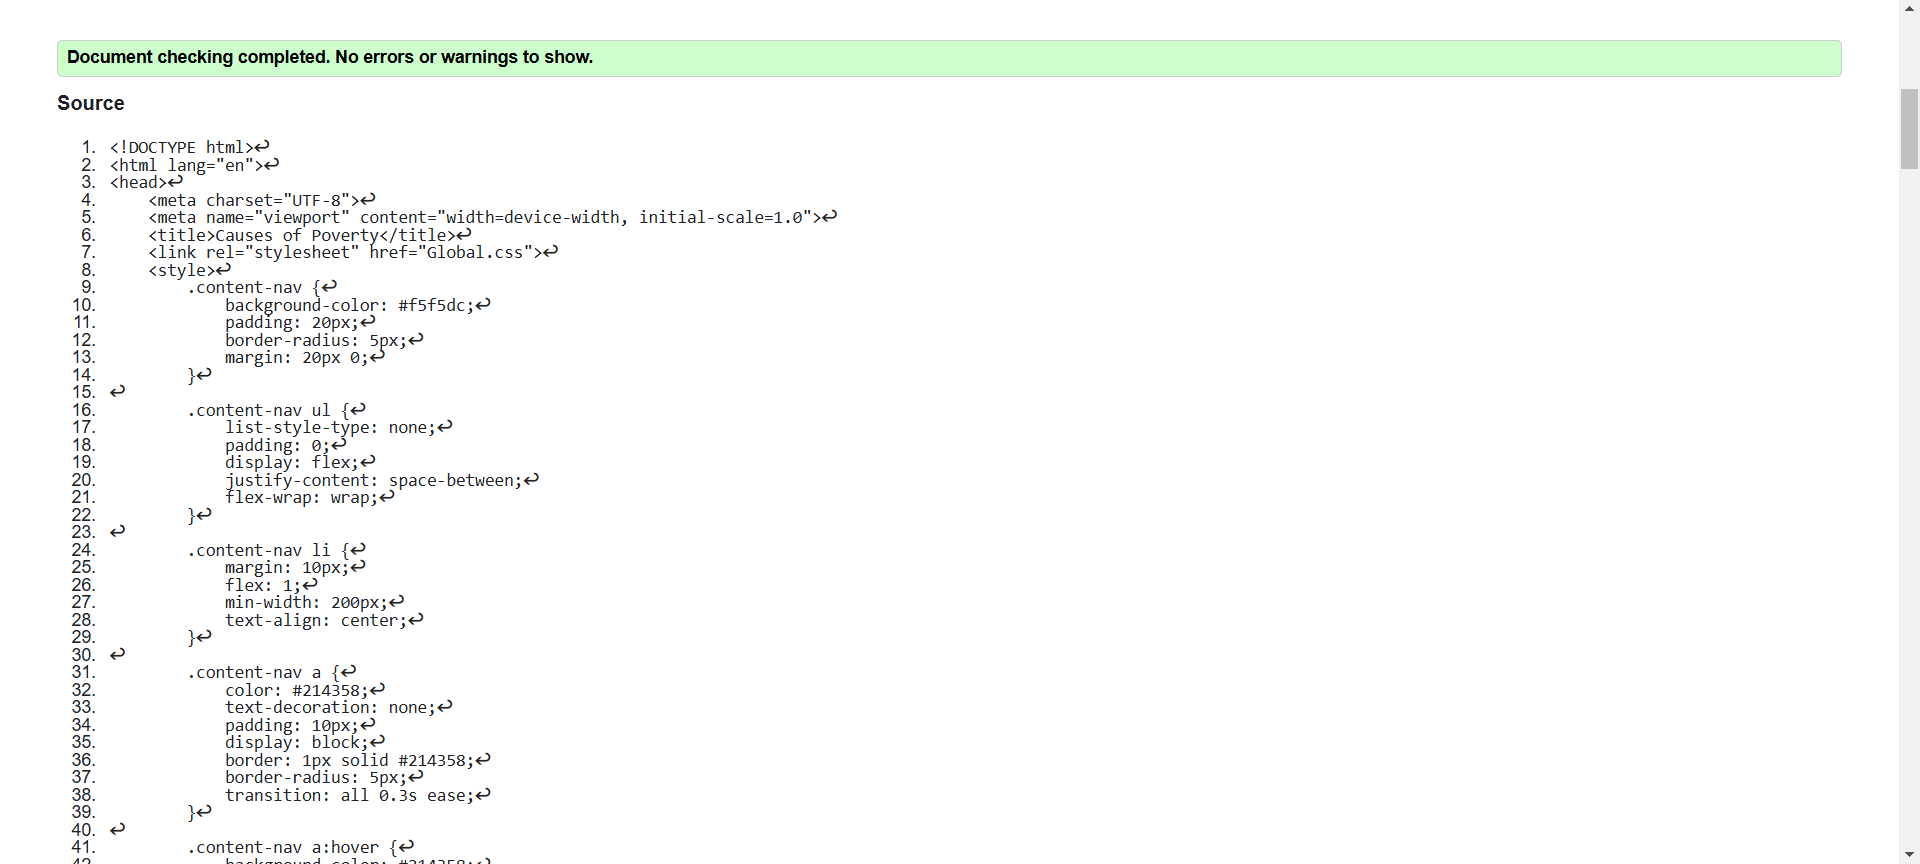 Document checking completed. No errors or warnings to show.
Source
1. <!DOCTYPE html>↩
2. <html lang="en">↩
3. <head>↩
4.     <meta charset="UTF-8">↩
5.     <meta name="viewport" content="width=device-width, initial-scale=1.0">↩
6.     <title>Causes of Poverty</title>↩
7.     <link rel="stylesheet" href="Global.css">↩
8.     <style>↩
9.         .content-nav {↩
10.             background-color: #f5f5dc;↩
11.             padding: 20px;↩
12.             border-radius: 5px;↩
13.             margin: 20px 0;↩
14.         }↩
15. ↩
16.         .content-nav ul {↩
17.             list-style-type: none;↩
18.             padding: 0;↩
19.             display: flex;↩
20.             justify-content: space-between;↩
21.             flex-wrap: wrap;↩
22.         }↩
23. ↩
24.         .content-nav li {↩
25.             margin: 10px;↩
26.             flex: 1;↩
27.             min-width: 200px;↩
28.             text-align: center;↩
29.         }↩
30. ↩
31.         .content-nav a {↩
32.             color: #214358;↩
33.             text-decoration: none;↩
34.             padding: 10px;↩
35.             display: block;↩
36.             border: 1px solid #214358;↩
37.             border-radius: 5px;↩
38.             transition: all 0.3s ease;↩
39.         }↩
40. ↩
41.         .content-nav a:hover {↩
42.             background-color: #214358;↩